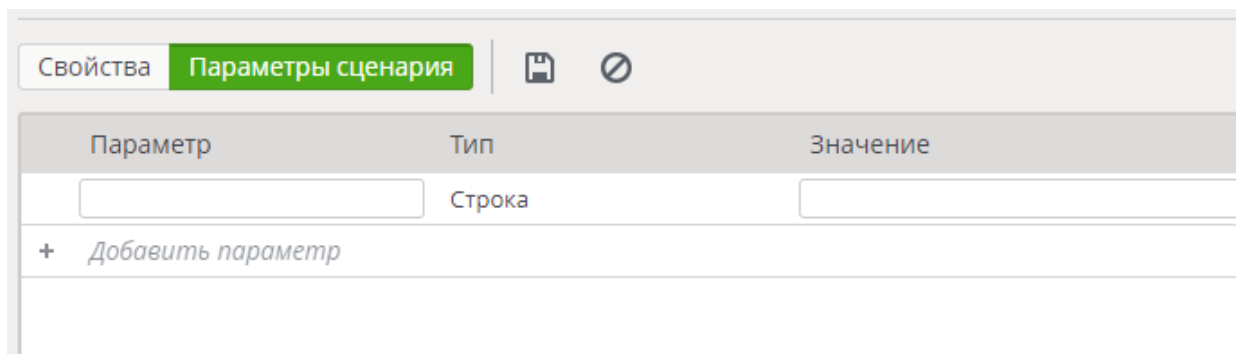 Свойства Параметры сценария
Параметр Тип Значение
Строка
+ Добавить параметр